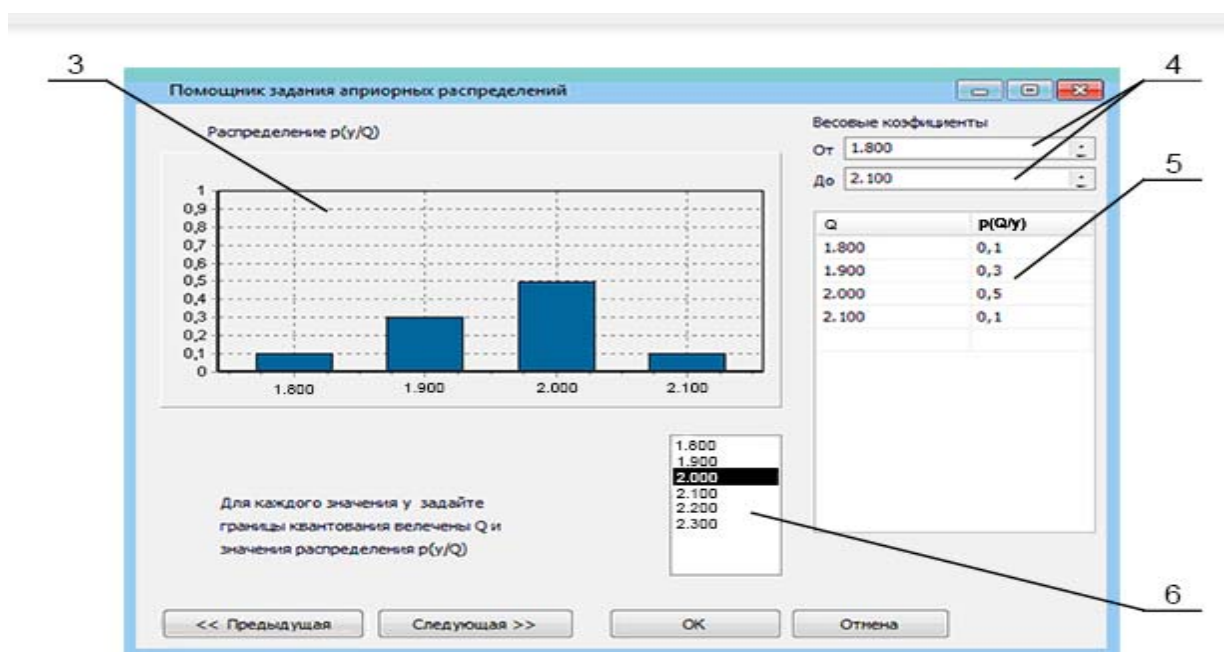 3
4
Помощник задания априорных распределений
Распределение p(y/Q)
Весовые коэфициенты
От 1.800
До 2.100
5
1
0,9
0,8
0,7
0,6
0,5
0,4
0,3
0,2
0,1
0
1.800 1.900 2.000 2.100
Q p(Q/y)
1.800 0,1
1.900 0,3
2.000 0,5
2.100 0,1
1.800
1.900
2.000
2.100
2.200
2.300
Для каждого значения y задайте
границы квантования велечены Q и
значения распределения p(y/Q)
6
<< Предыдущая Следующая >> OK Отмена